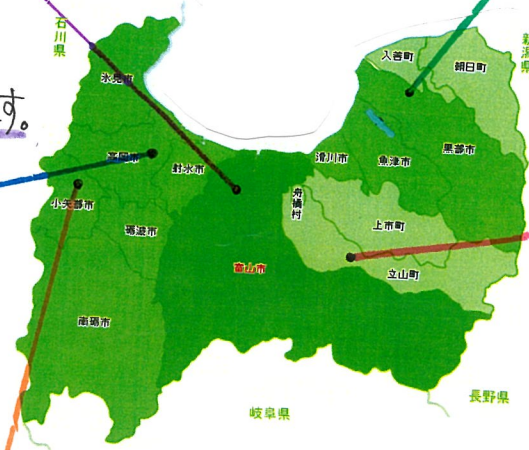 石川県
新潟県
入善町
朝日町
氷見市
す。
高岡市
射水市
滑川市
魚津市
黒部市
小矢部市
舟橋村
砺波市
上市町
富山市
立山町
南砺市
長野県
岐阜県